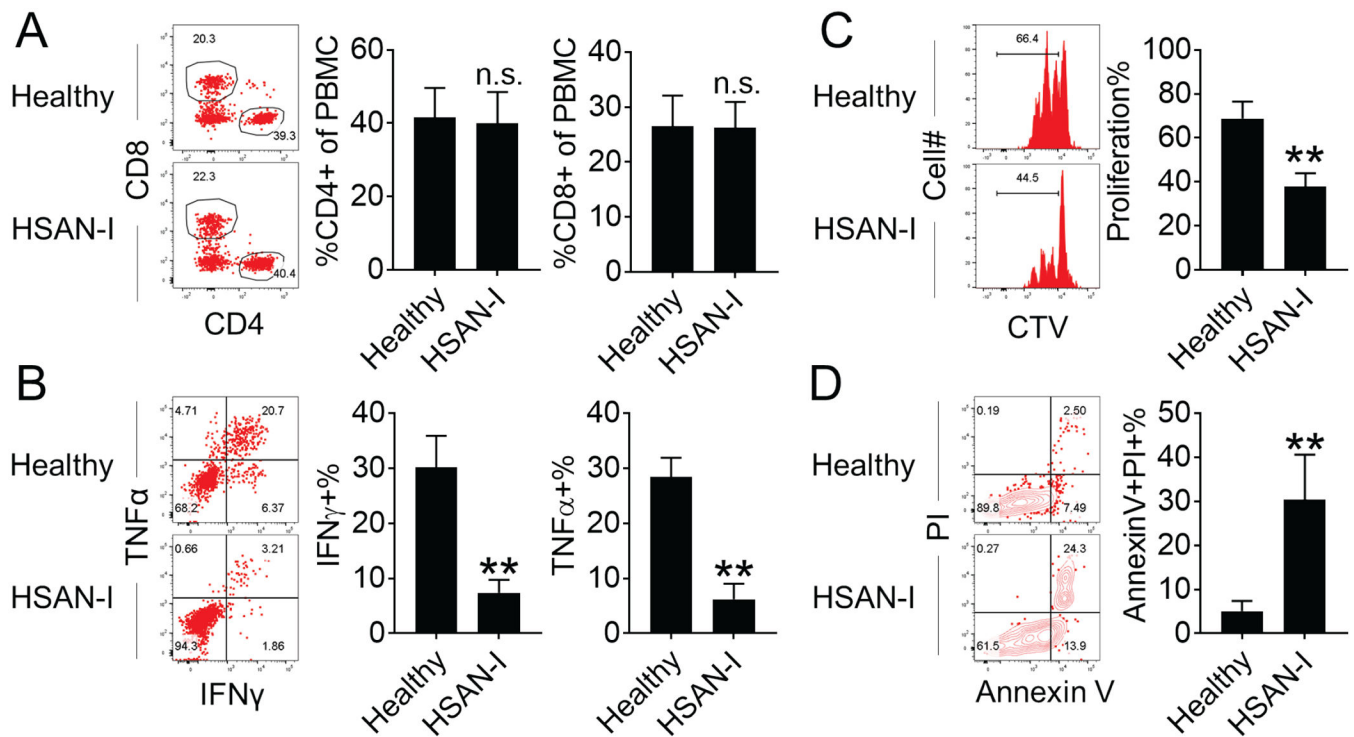 A
Healthy
HSAN-I
CD8
20.3
39.3
22.3
40.4
CD4
%CD4+ of PBMC
60
40
20
0
n.s.
Healthy
HSAN-I
%CD8+ of PBMC
40
30
20
10
0
n.s.
Healthy
HSAN-I
C
Healthy
HSAN-I
Cell#
66.4
44.5
CTV
Proliferation%
100
80
60
40
20
0
**
Healthy
HSAN-I
B
Healthy
HSAN-I
TNFα
4.71
20.7
68.2
6.37
0.66
3.21
94.3
1.86
IFNγ
IFNγ+%
40
30
20
10
0
**
Healthy
HSAN-I
TNFα+%
40
30
20
10
0
**
Healthy
HSAN-I
D
Healthy
HSAN-I
PI
0.19
2.50
89.8
7.49
0.27
24.3
61.5
13.9
Annexin V
AnnexinV+PI+%
50
40
30
20
10
0
**
Healthy
HSAN-I